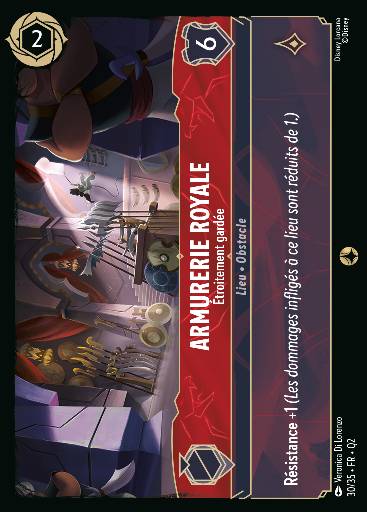 2
6
ARMURERIE ROYALE
Étroitement gardée
Lieu • Obstacle
Résistance +1 (Les dommages infligés à ce lieu sont réduits de 1.)
Veronica Di Lorenzo
30/35 • FR • Q2
Disney Lorcana
©Disney